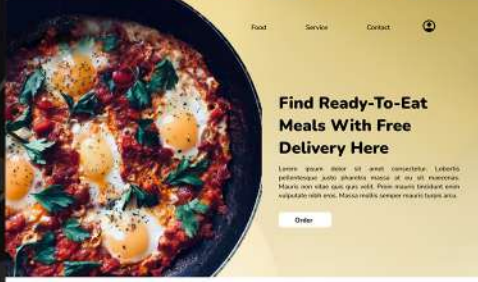 Food Service Contact
Find Ready-To-Eat
Meals With Free
Delivery Here
Lorem ipsum dolor sit amet consectetur. Lobortis
pellentesque justo pharetra massa at eu sit maecenas.
Mauris non vitae quis quis velit. Proin mauris tincidunt enim
vulputate nibh eros. Massa mollis semper mauris turpis arcu.
Order